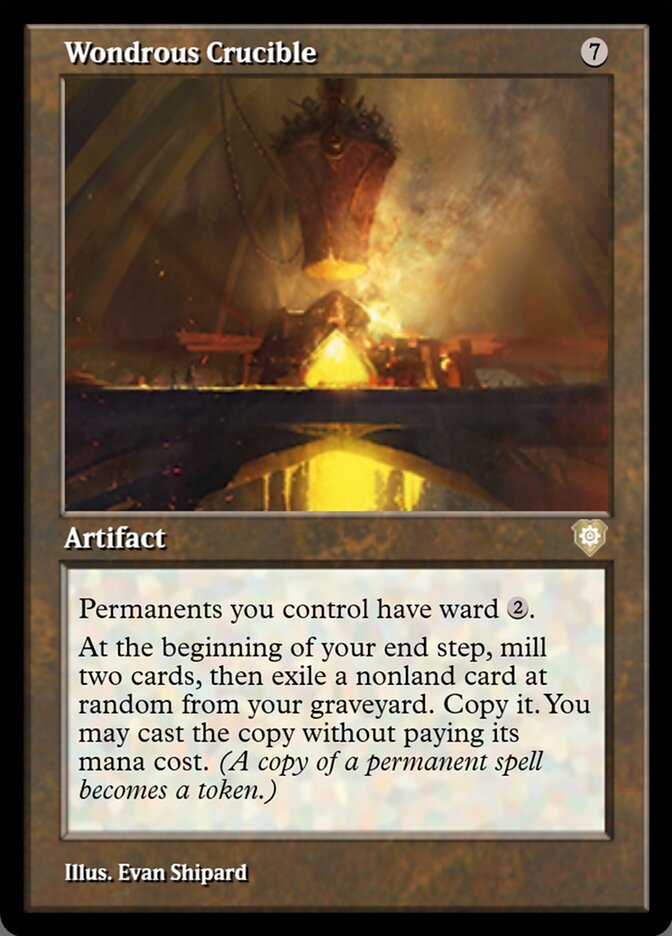 Wondrous Crucible 7
Artifact
Permanents you control have ward 2.
At the beginning of your end step, mill
two cards, then exile a nonland card at
random from your graveyard. Copy it. You
may cast the copy without paying its
mana cost. (A copy of a permanent spell
becomes a token.)
Illus. Evan Shipard